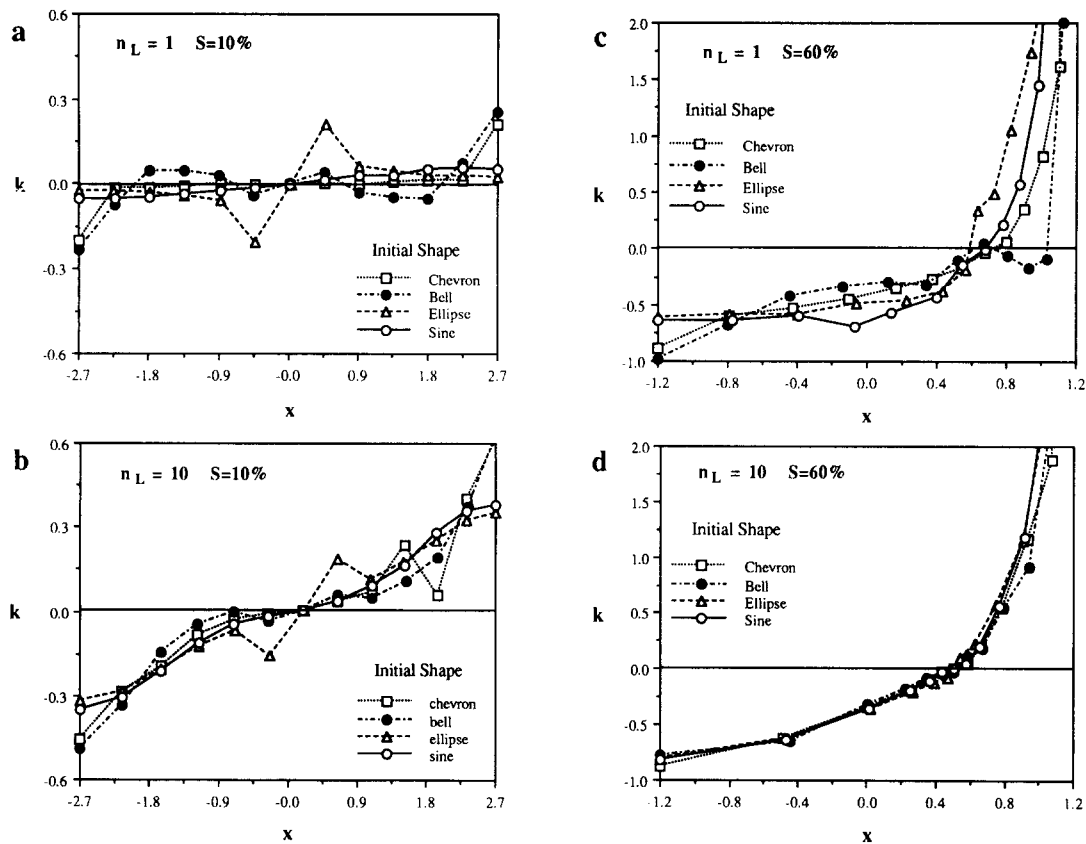 a
n L = 1 S=10%
0.6
0.3
0.0
-0.3
-0.6
k
Initial Shape
Chevron
Bell
Ellipse
Sine
-2.7
-1.8
-0.9
-0.0
0.9
1.8
2.7
x
b
n L = 10 S=10%
0.6
0.3
0.0
-0.3
-0.6
k
Initial Shape
chevron
bell
ellipse
sine
-2.7
-1.8
-0.9
-0.0
0.9
1.8
2.7
x
c
n L = 1 S=60%
2.0
1.5
1.0
0.5
0.0
-0.5
-1.0
k
Initial Shape
Chevron
Bell
Ellipse
Sine
-1.2
-0.8
-0.4
0.0
0.4
0.8
1.2
x
d
n L = 10 S=60%
2.0
1.5
1.0
0.5
0.0
-0.5
-1.0
k
Initial Shape
Chevron
Bell
Ellipse
Sine
-1.2
-0.8
-0.4
0.0
0.4
0.8
1.2
x